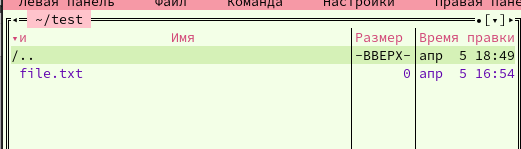 Левая панель Файл Команда Настройки Правая пане
~/test
и Имя Размер Время правки
/.. -ВВЕРХ- апр 5 18:49
file.txt 0 апр 5 16:54